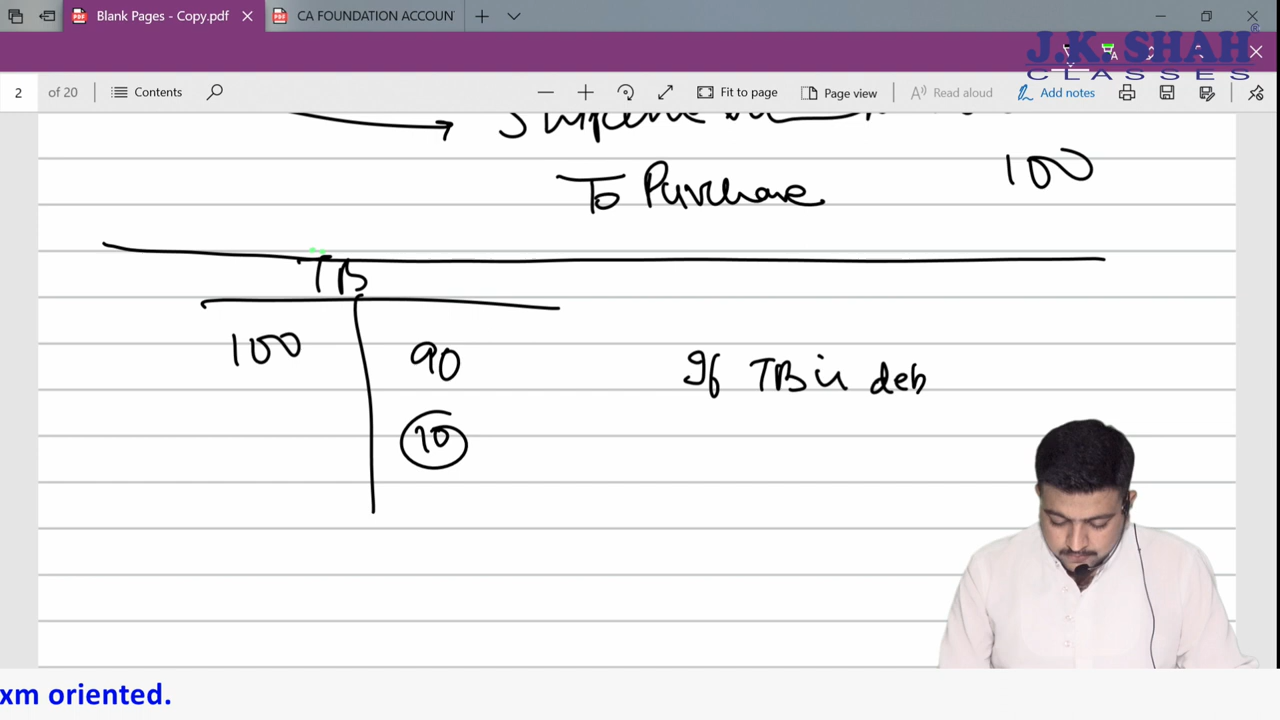 Blank Pages - Copy.pdf
CA FOUNDATION ACCOUNT
J.K. SHAH®
CLASSES
2 of 20
Contents
Fit to page
Page view
Read aloud
Add notes
100
To Purchase
TB
100 90
If TB is deb
10
xm oriented.